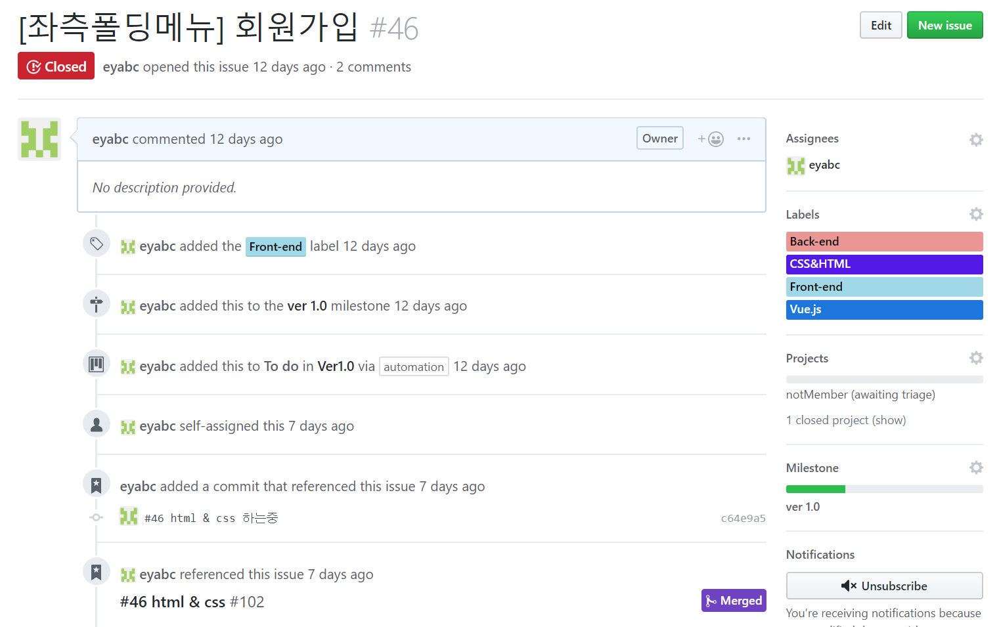 [좌측폴딩메뉴] 회원가입 #46
Edit
New issue
Closed
eyabc opened this issue 12 days ago · 2 comments
eyabc commented 12 days ago
Owner
No description provided.
eyabc added the Front-end label 12 days ago
eyabc added this to the ver 1.0 milestone 12 days ago
eyabc added this to To do in Ver1.0 via automation 12 days ago
eyabc self-assigned this 7 days ago
eyabc added a commit that referenced this issue 7 days ago
#46 html & css 하는중
c64e9a5
eyabc referenced this issue 7 days ago
#46 html & css #102
Merged
Assignees
eyabc
Labels
Back-end
CSS&HTML
Front-end
Vue.js
Projects
notMember (awaiting triage)
1 closed project (show)
Milestone
ver 1.0
Notifications
Unsubscribe
You're receiving notifications because